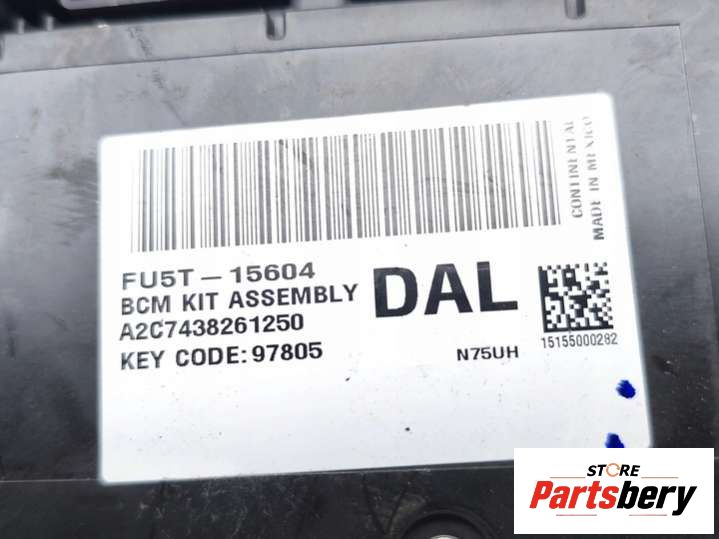 FU5T-15604
BCM KIT ASSEMBLY
A2C7438261250
KEY CODE: 97805
DAL
N75UH
15155000282
CONTINENTAL
MADE IN MEXICO
STORE
Partsbery